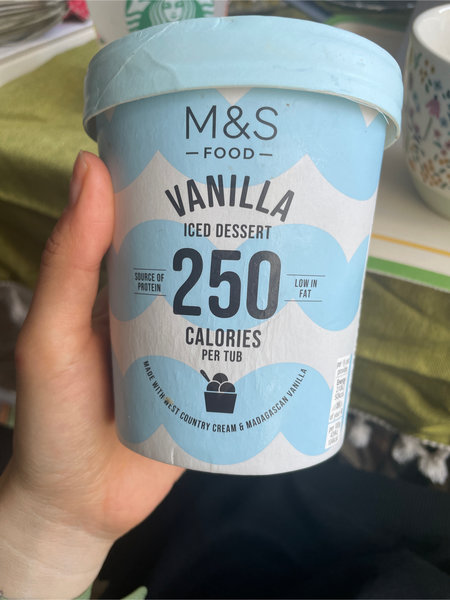 M&S
FOOD
VANILLA
ICED DESSERT
SOURCE OF
PROTEIN
250
LOW IN
FAT
CALORIES
PER TUB
MADE WITH WEST COUNTRY CREAM & MADAGASCAN VANILLA